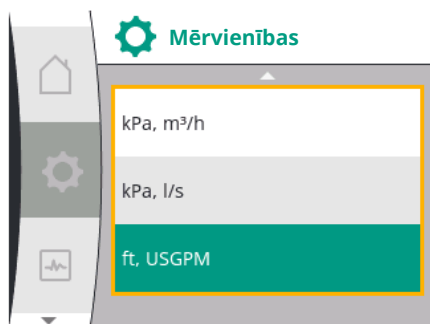 Mērvienības
kPa, m³/h
kPa, l/s
ft, USGPM